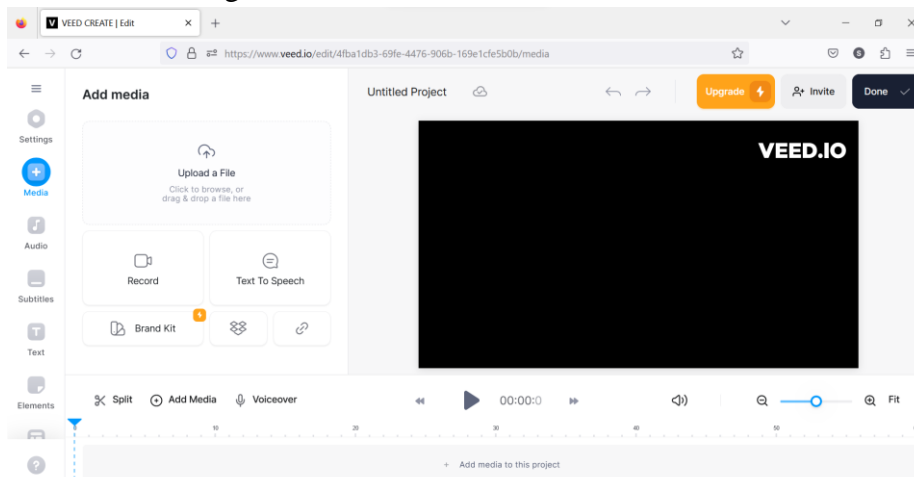 VEED CREATE | Edit
https://www.veed.io/edit/4fba1db3-69fe-4476-906b-169e1cfe5b0b/media
S
Add media
Untitled Project
Upgrade
Invite
Done
Settings
Media
Audio
Subtitles
Text
Elements
Upload a File
Click to browse, or
drag & drop a file here
Record
Text To Speech
Brand Kit
VEED.IO
Split
Add Media
Voiceover
00:00:0
Fit
10
20
30
40
50
+ Add media to this project